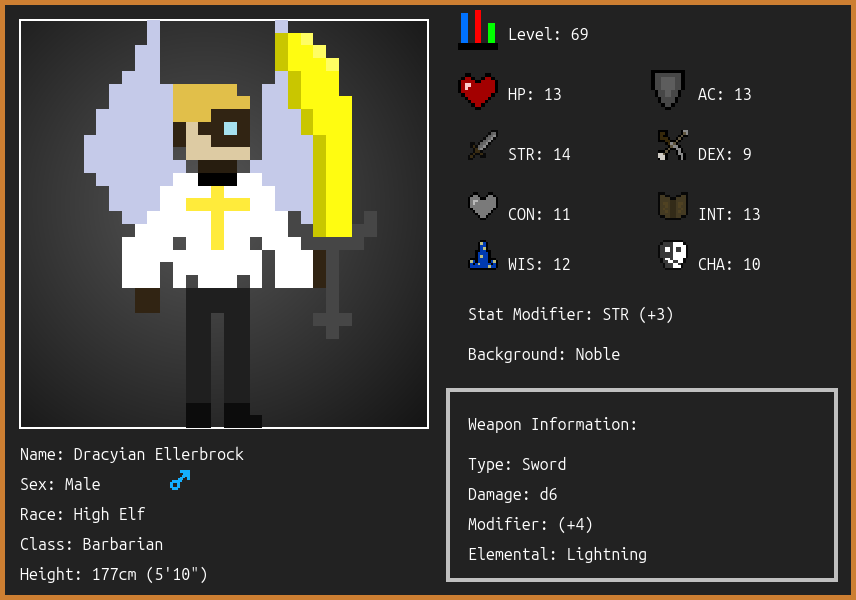 Level: 69
HP: 13
AC: 13
STR: 14
DEX: 9
CON: 11
INT: 13
WIS: 12
CHA: 10
Stat Modifier: STR (+3)
Background: Noble
Weapon Information:
Type: Sword
Damage: d6
Modifier: (+4)
Elemental: Lightning
Name: Dracyian Ellerbrock
Sex: Male
Race: High Elf
Class: Barbarian
Height: 177cm (5'10")